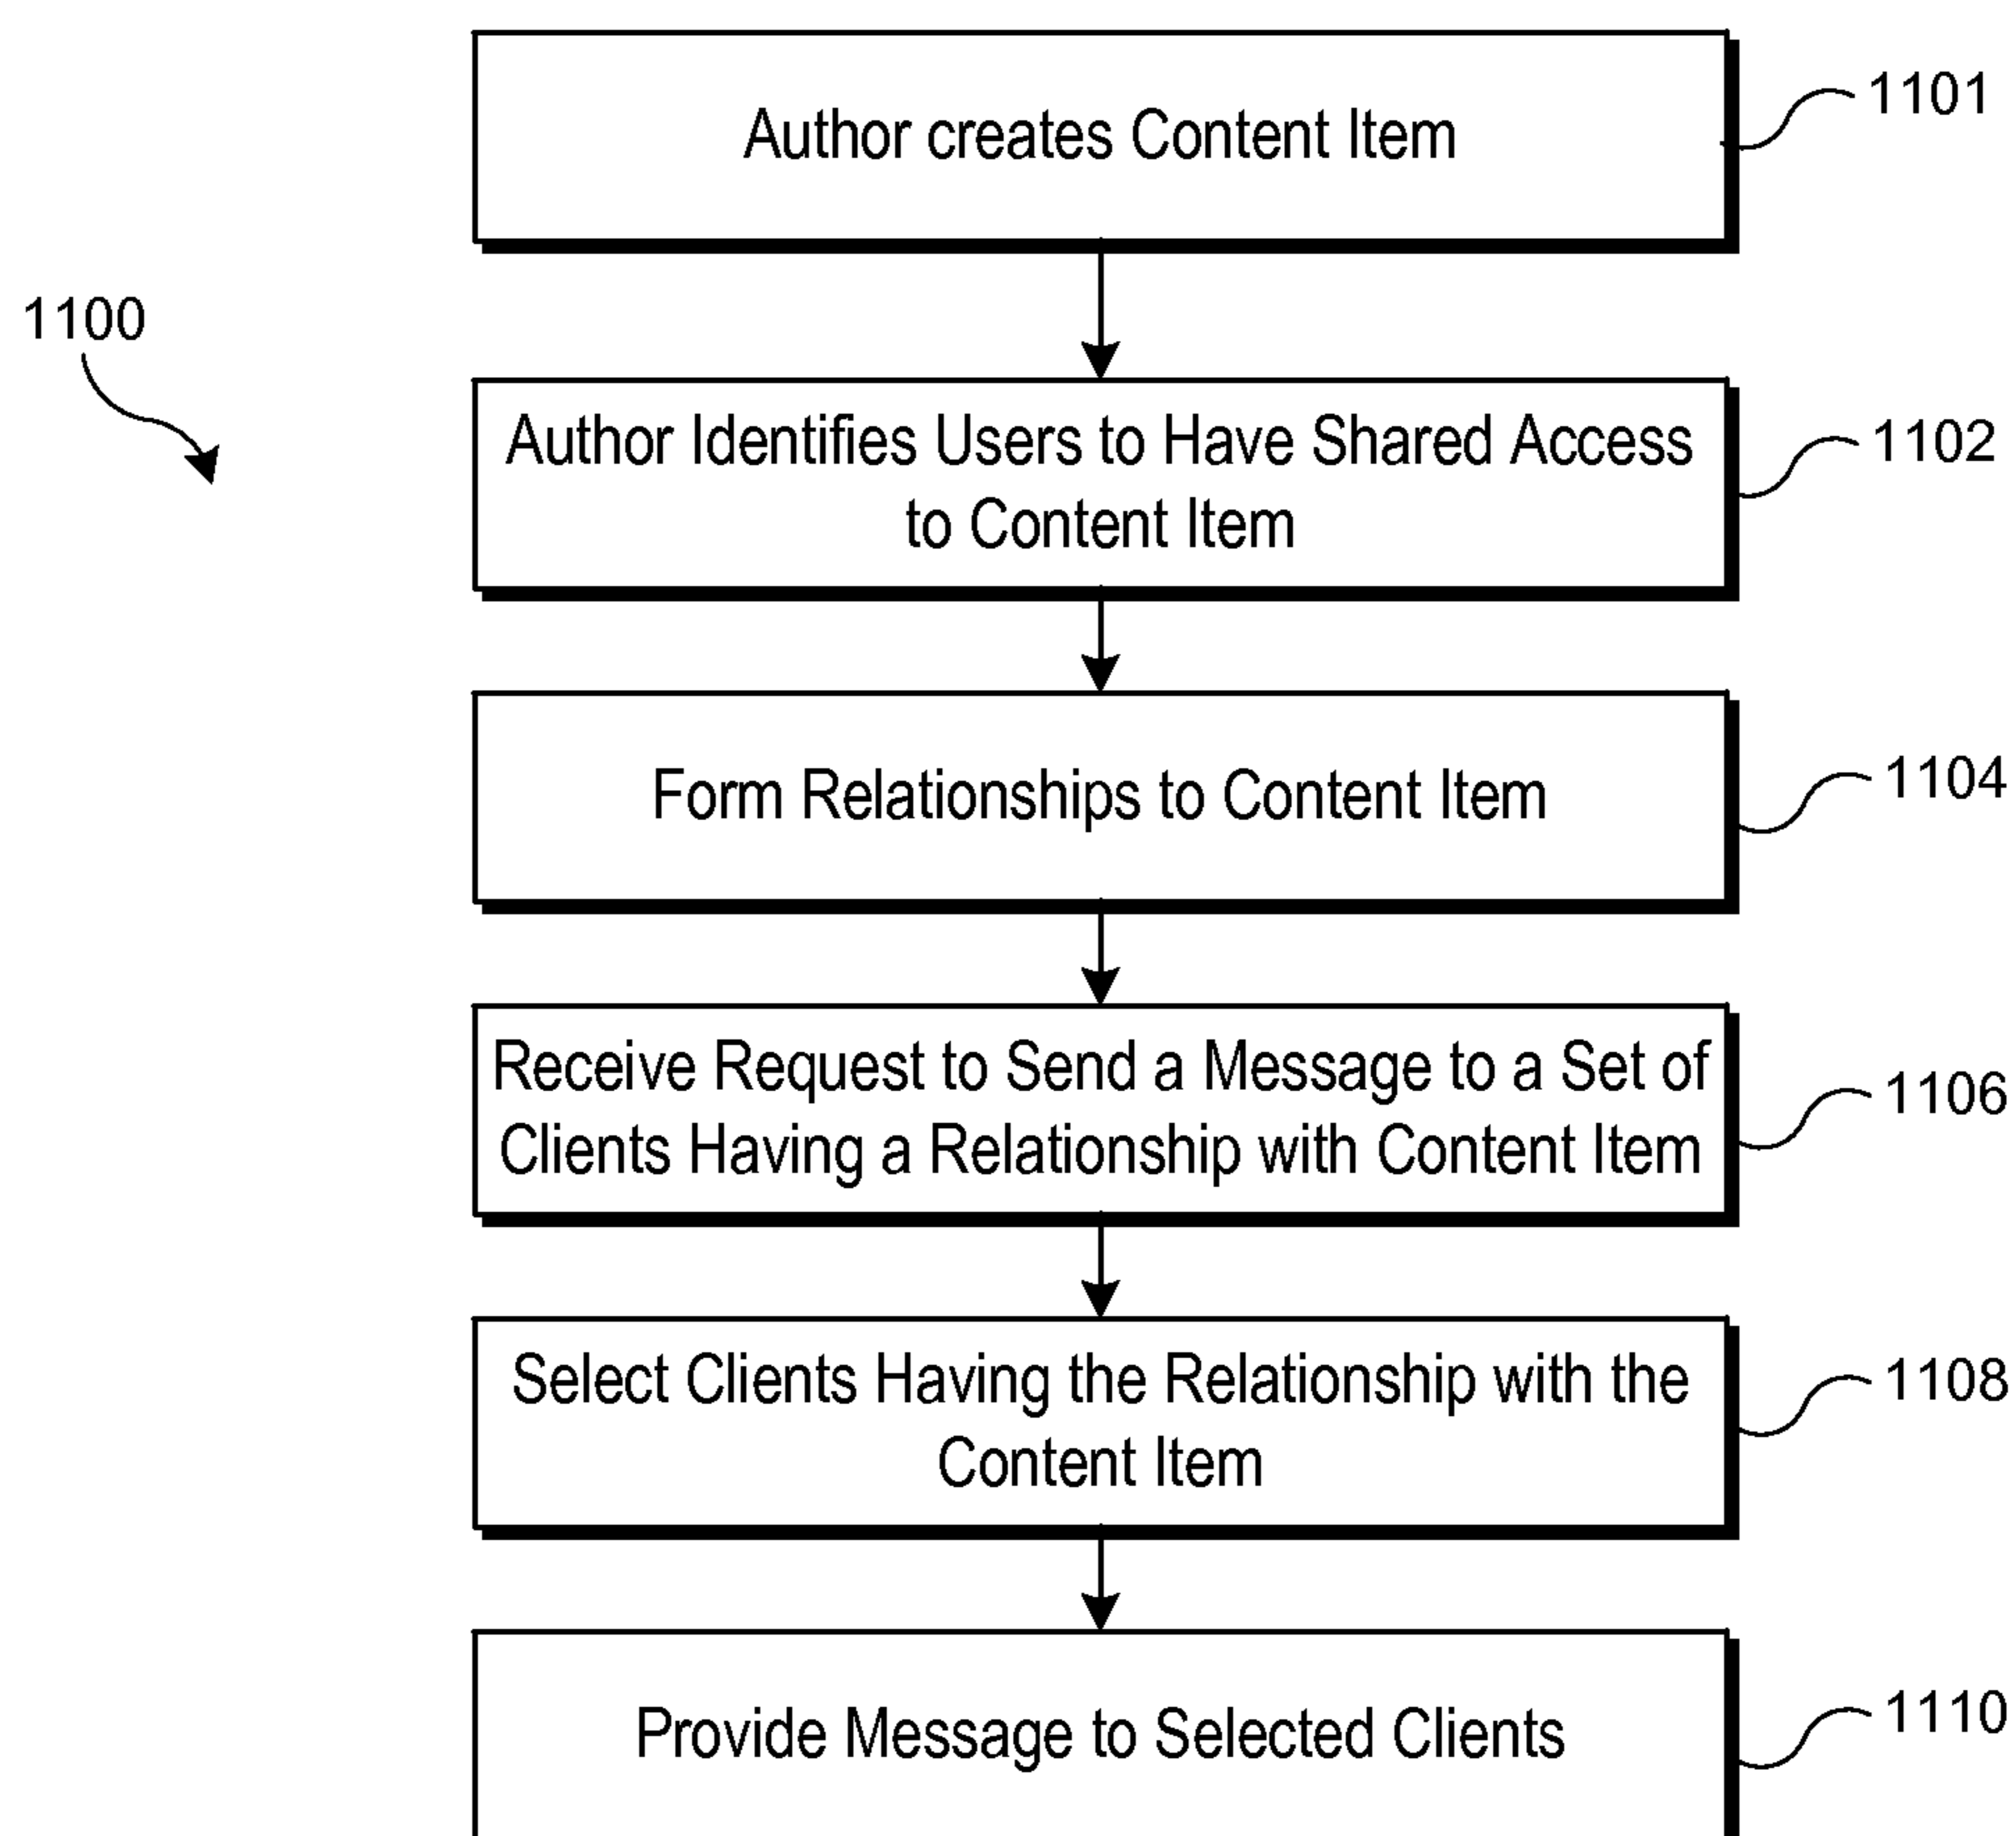 Author creates Content Item
1101
1100
Author Identifies Users to Have Shared Access
to Content Item
1102
Form Relationships to Content Item
1104
Receive Request to Send a Message to a Set of
Clients Having a Relationship with Content Item
1106
Select Clients Having the Relationship with the
Content Item
1108
Provide Message to Selected Clients
1110